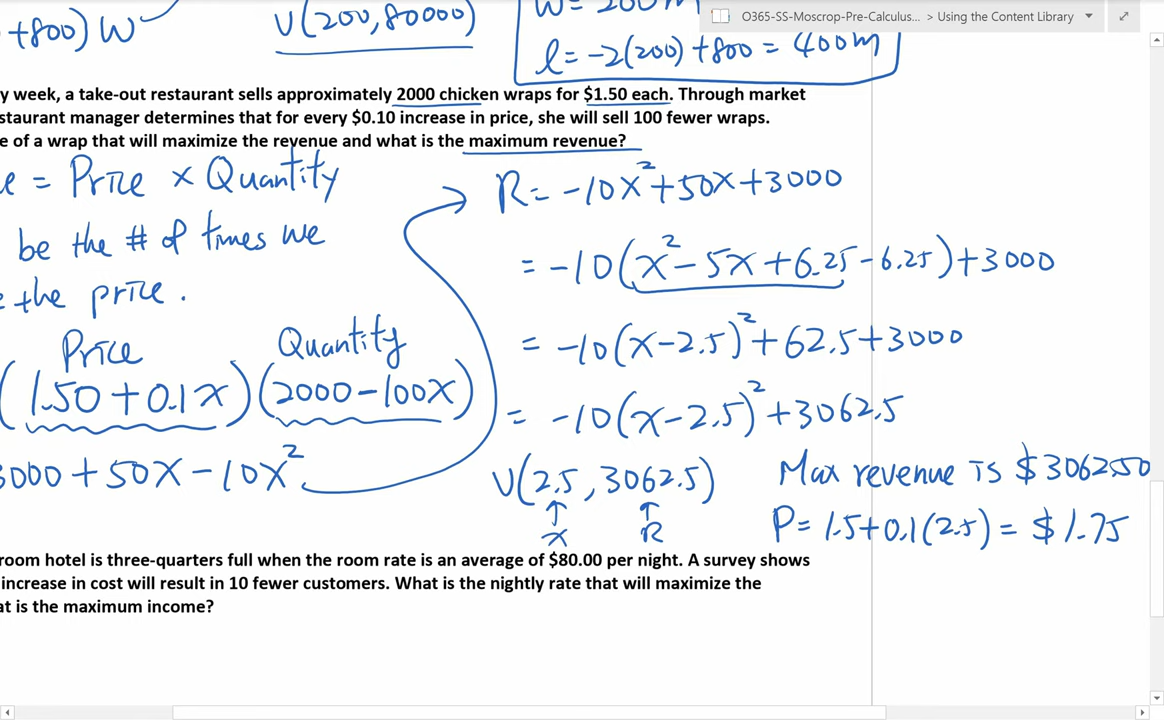 O365-SS-Moscrop-Pre-Calculus... > Using the Content Library
+800) W
V(200,80000)
l = -2(200) + 800 = 400m
y week, a take-out restaurant sells approximately 2000 chicken wraps for $1.50 each. Through market
staurant manager determines that for every $0.10 increase in price, she will sell 100 fewer wraps.
e of a wrap that will maximize the revenue and what is the maximum revenue?
e = Price × Quantity
be the # of times we
the price.
Price Quantity
(1.50+0.1x)(2000-100x)
3000 + 50x - 10x²
R = -10x² + 50x + 3000
= -10(x² - 5x + 6.25 - 6.25) + 3000
= -10(x-2.5)² + 62.5 + 3000
= -10(x-2.5)² + 3062.5
V(2.5, 3062.5)
↑ ↑
x R
Max revenue is $3062.50
P = 1.5 + 0.1(2.5) = $1.75
room hotel is three-quarters full when the room rate is an average of $80.00 per night. A survey shows
increase in cost will result in 10 fewer customers. What is the nightly rate that will maximize the
at is the maximum income?